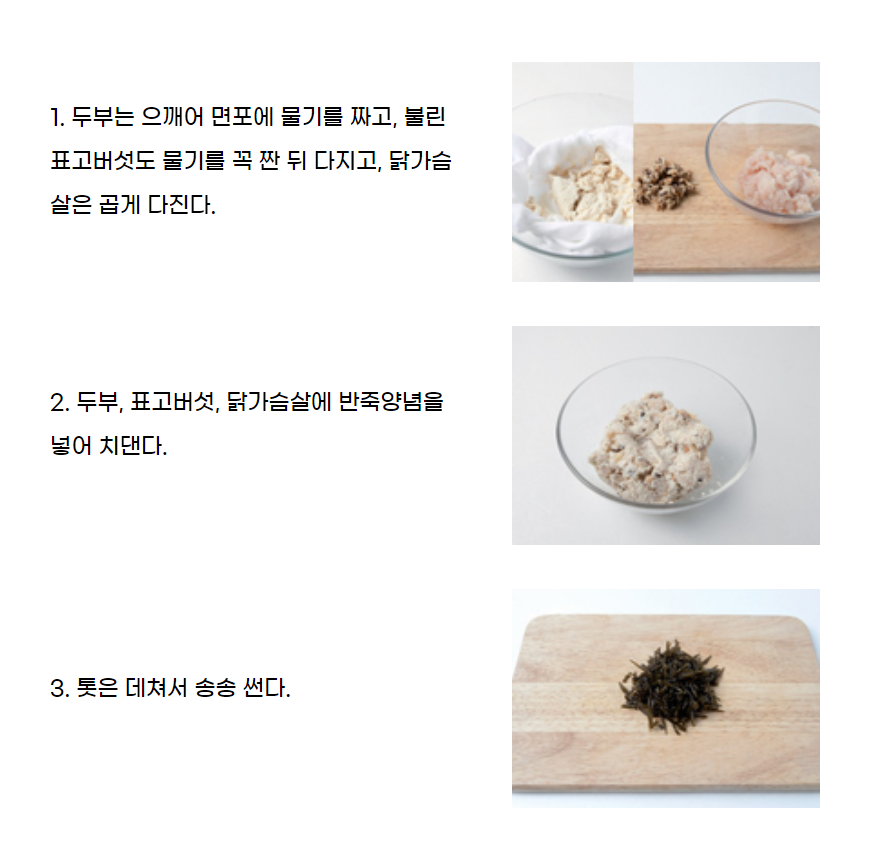 1. 두부는 으깨어 면포에 물기를 짜고, 불린
표고버섯도 물기를 꼭 짠 뒤 다지고, 닭가슴
살은 곱게 다진다.
2. 두부, 표고버섯, 닭가슴살에 반죽양념을
넣어 치댄다.
3. 톳은 데쳐서 송송 썬다.